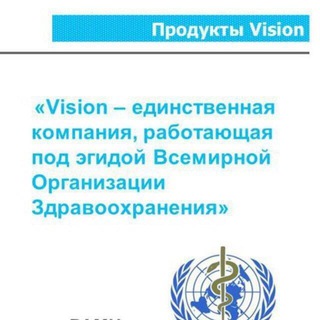 Продукты Vision
«Vision – единственная
компания, работающая
под эгидой Всемирной
Организации
Здравоохранения»